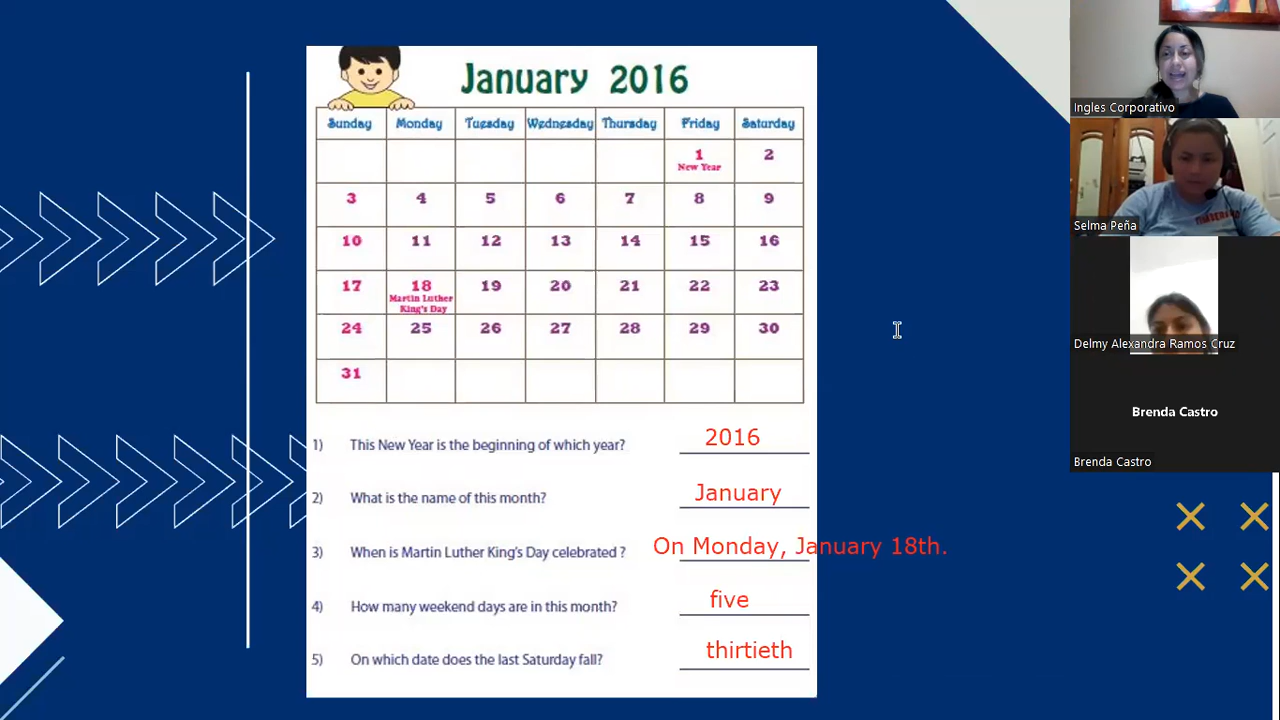 January 2016
Sunday Monday Tuesday Wednesday Thursday Friday Saturday
1 2
New Year
3 4 5 6 7 8 9
10 11 12 13 14 15 16
17 18 19 20 21 22 23
Martin Luther
King's Day
24 25 26 27 28 29 30
31
1) This New Year is the beginning of which year? 2016
2) What is the name of this month? January
3) When is Martin Luther King's Day celebrated ? On Monday, January 18th.
4) How many weekend days are in this month? five
5) On which date does the last Saturday fall? thirtieth
Ingles Corporativo
Selma Peña
Delmy Alexandra Ramos Cruz
Brenda Castro
Brenda Castro